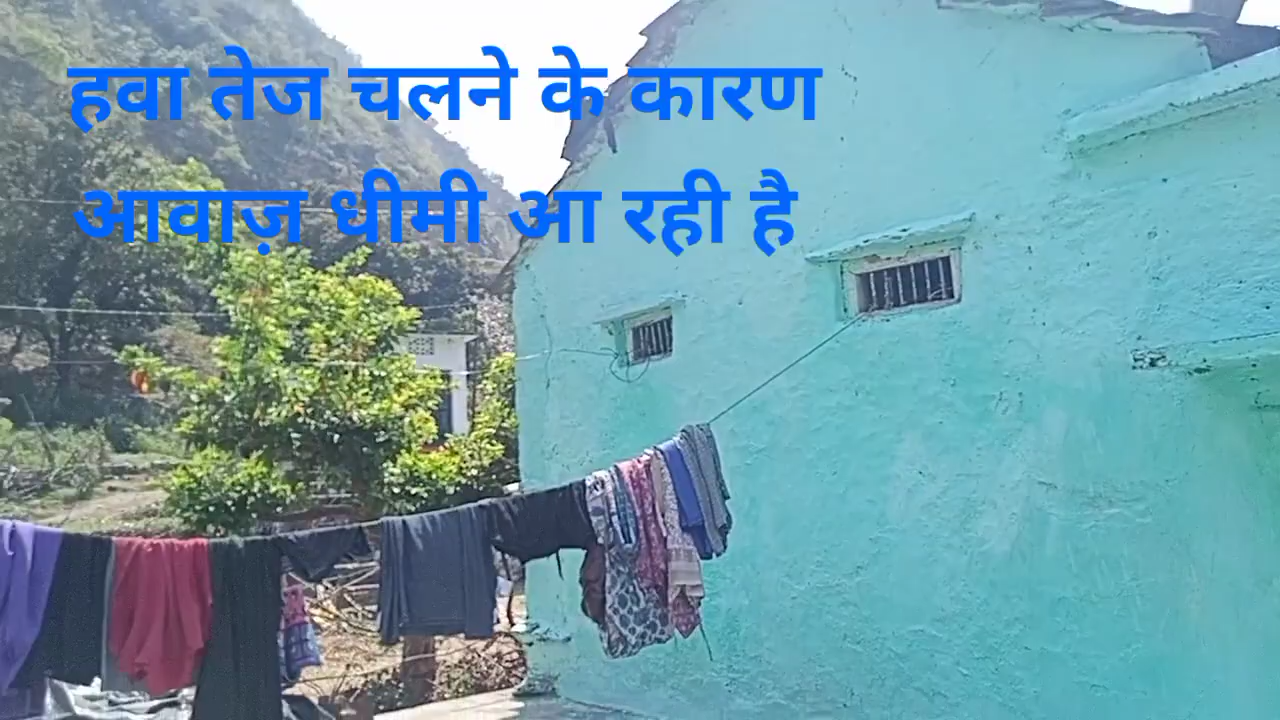 हवा तेज चलने के कारण
आवाज़ धीमी आ रही है